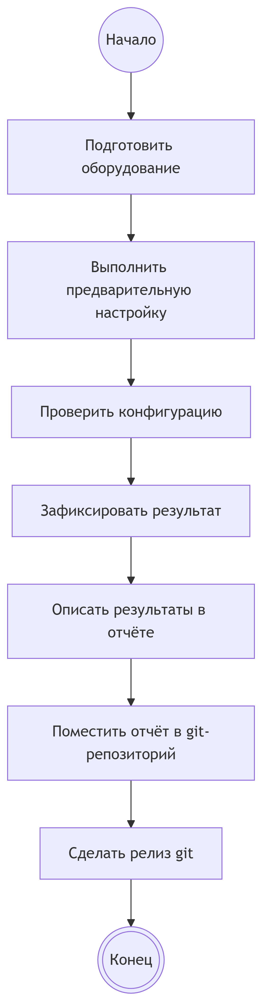 Начало
Подготовить
оборудование
Выполнить
предварительную
настройку
Проверить конфигурацию
Зафиксировать результат
Описать результаты в
отчёте
Поместить отчёт в git-
репозиторий
Сделать релиз git
Конец